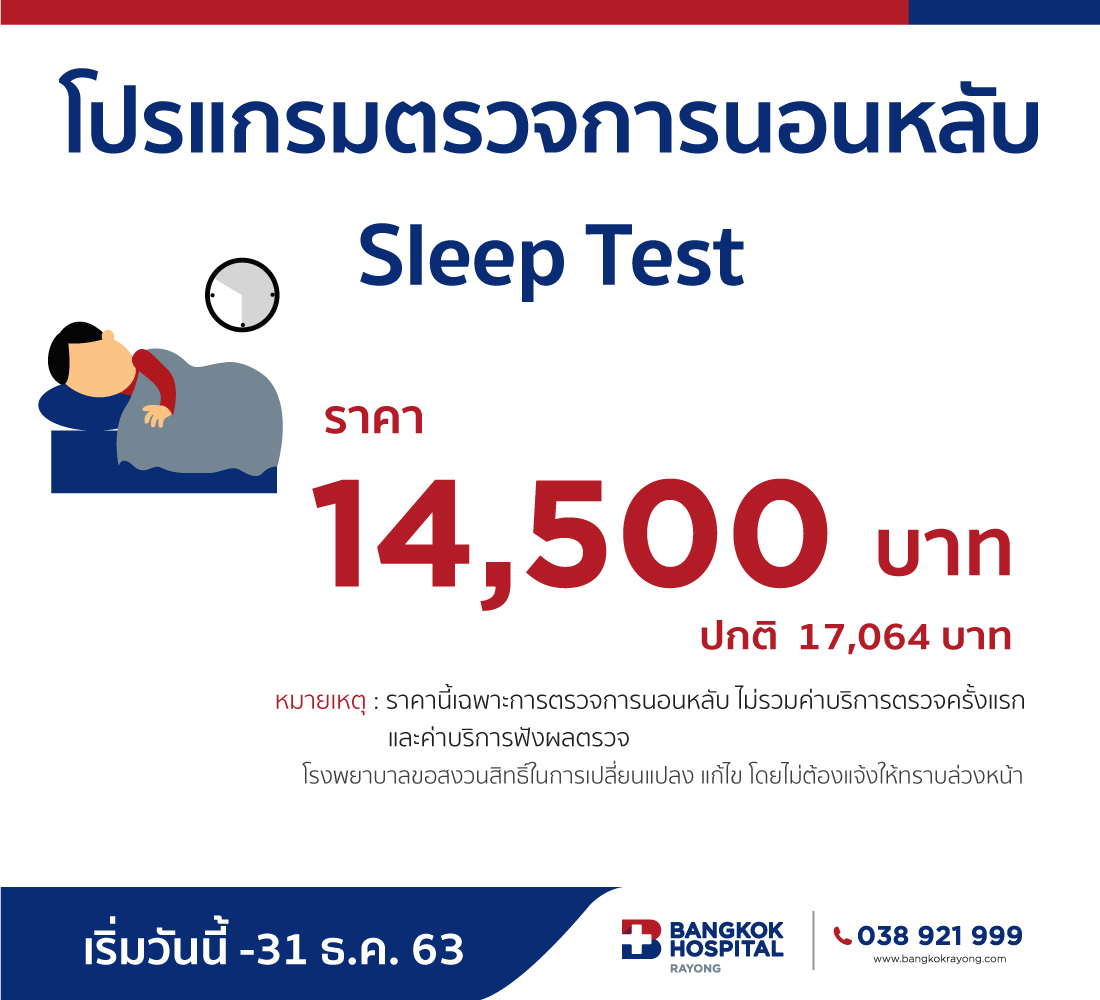 โปรแกรมตรวจการนอนหลับ
Sleep Test
ราคา
14,500 บาท
ปกติ 17,064 บาท
หมายเหตุ : ราคานี้เฉพาะการตรวจการนอนหลับ ไม่รวมค่าบริการตรวจครั้งแรก
และค่าบริการฟังผลตรวจ
โรงพยาบาลขอสงวนสิทธิ์ในการเปลี่ยนแปลง แก้ไข โดยไม่ต้องแจ้งให้ทราบล่วงหน้า
เริ่มวันนี้ -31 ธ.ค. 63
BANGKOK
HOSPITAL
RAYONG
038 921 999
www.bangkokrayong.com